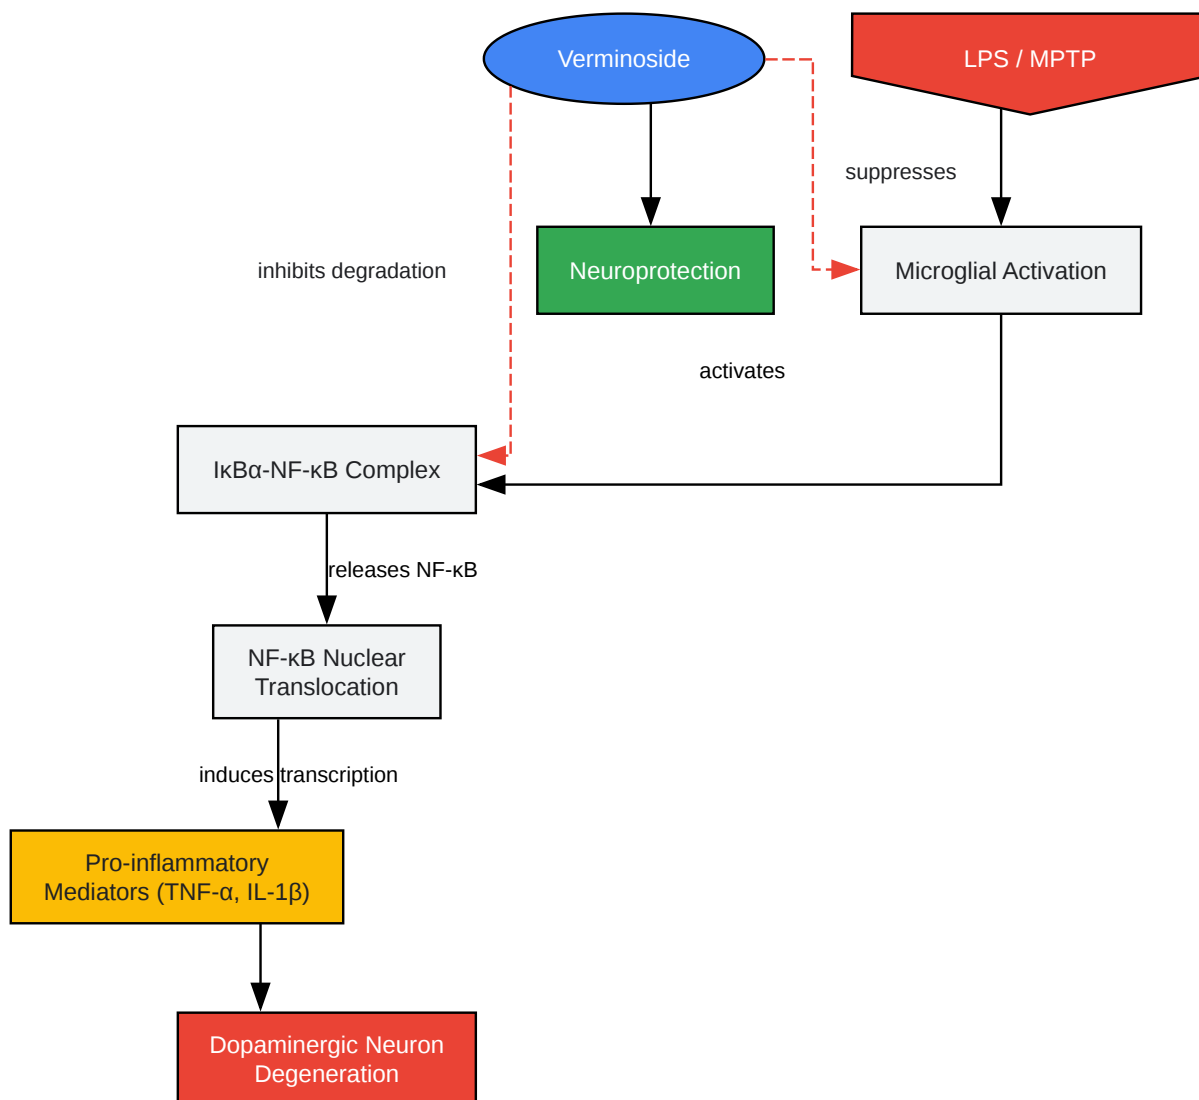 Verminoside
LPS / MPTP
suppresses
inhibits degradation
Neuroprotection
Microglial Activation
activates
IκBα-NF-κB Complex
releases NF-κB
NF-κB Nuclear
Translocation
induces transcription
Pro-inflammatory
Mediators (TNF-α, IL-1β)
Dopaminergic Neuron
Degeneration